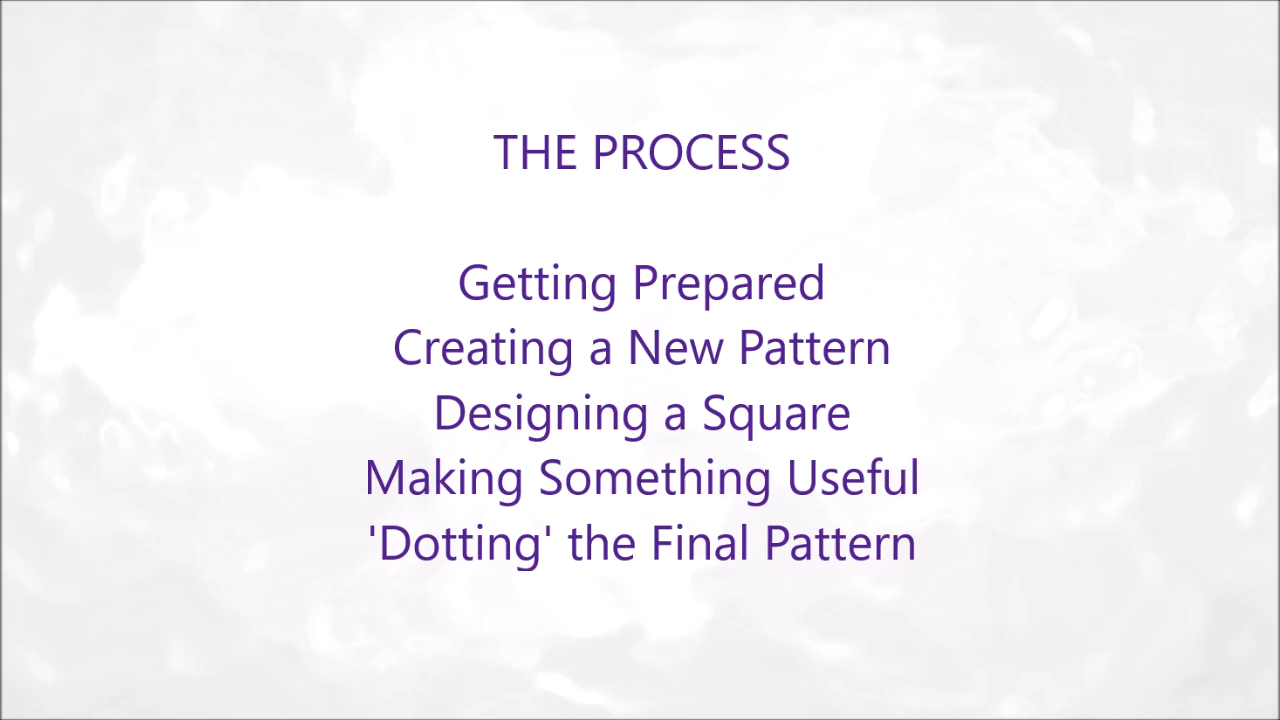 THE PROCESS
Getting Prepared
Creating a New Pattern
Designing a Square
Making Something Useful
'Dotting' the Final Pattern